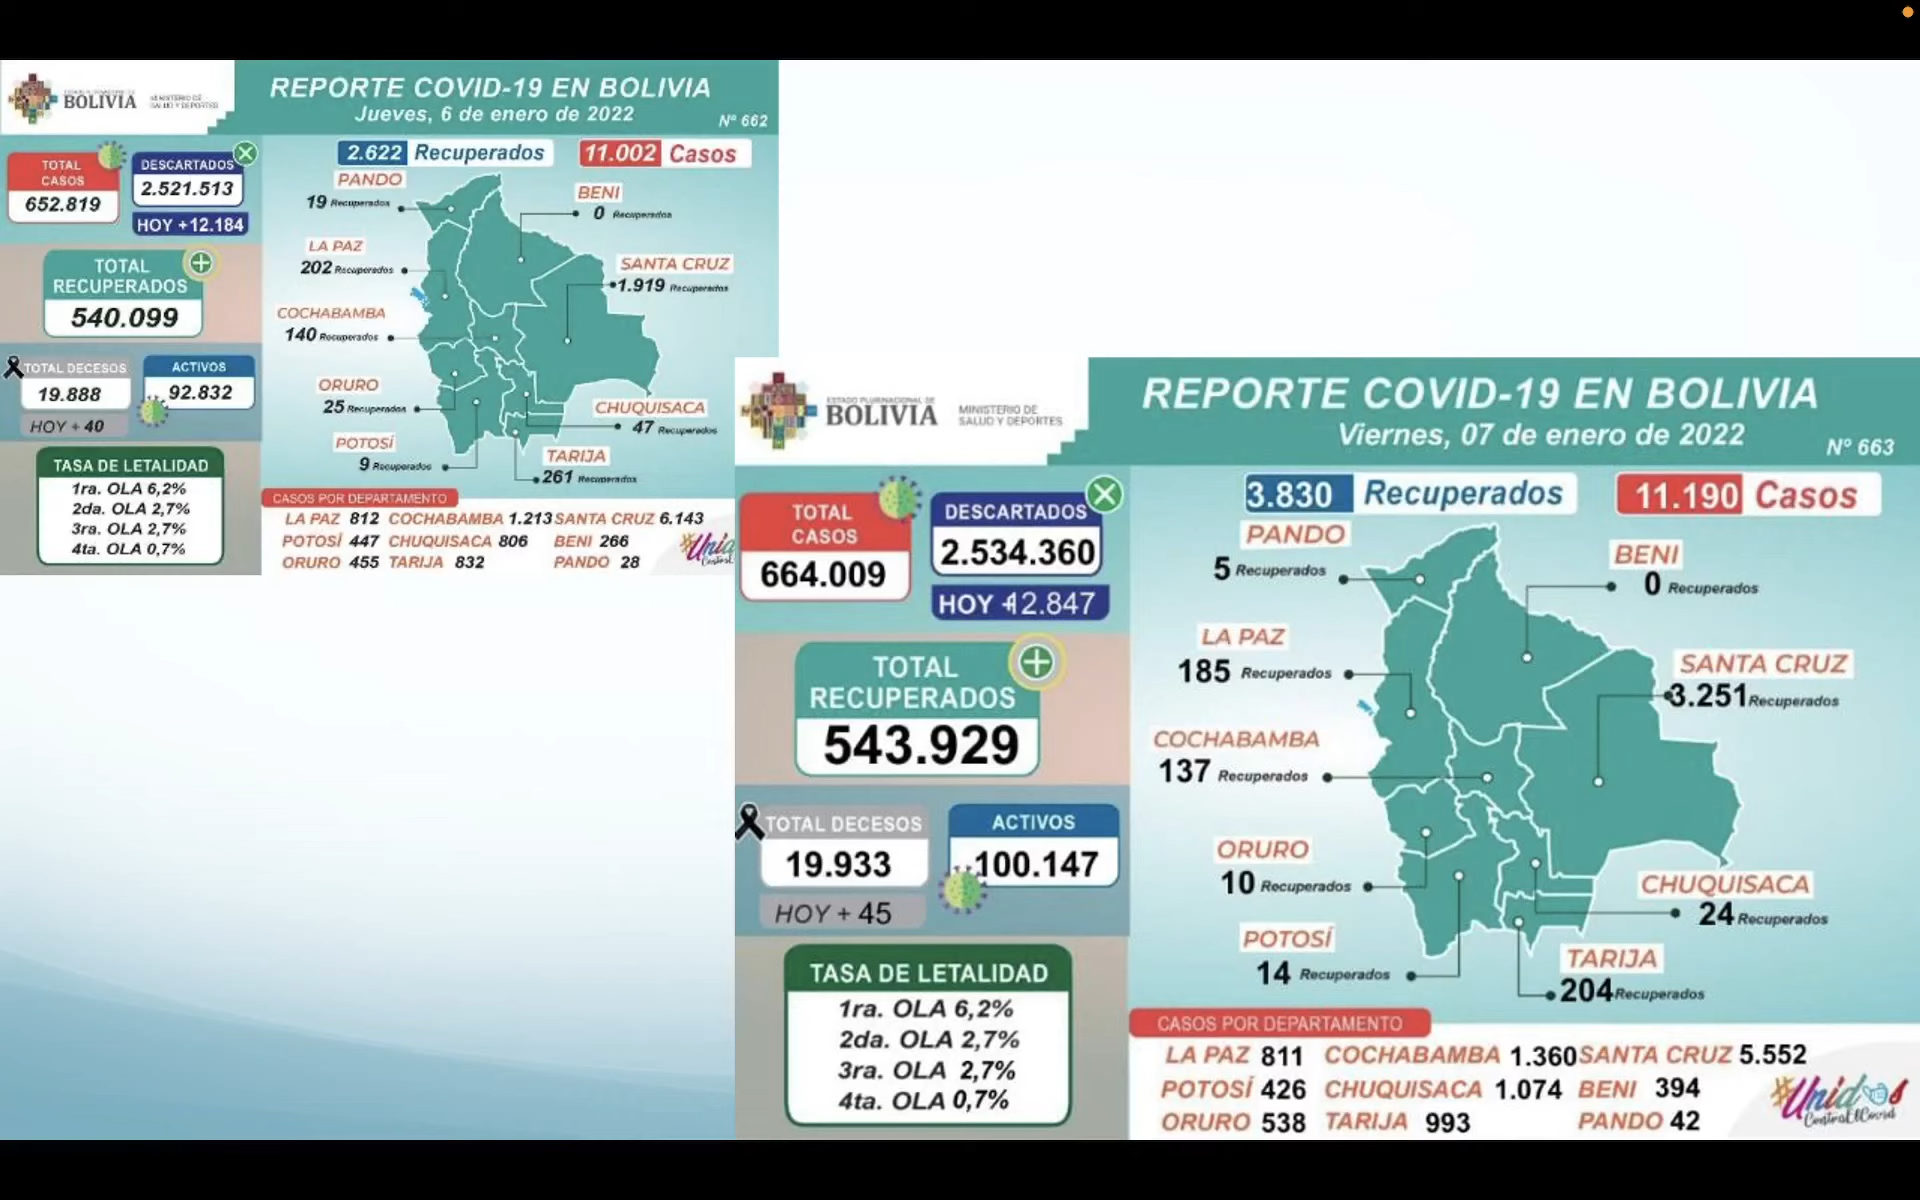 REPORTE COVID-19 EN BOLIVIA
Jueves, 6 de enero de 2022
Nº 662
BOLIVIA
MINISTERIO DE
SALUD Y DEPORTES
TOTAL
CASOS
652.819
DESCARTADOS
2.521.513
HOY +12.184
TOTAL
RECUPERADOS
540.099
TOTAL DECESOS
19.888
HOY + 40
ACTIVOS
92.832
TASA DE LETALIDAD
1ra. OLA 6,2%
2da. OLA 2,7%
3ra. OLA 2,7%
4ta. OLA 0,7%
2.622 Recuperados
11.002 Casos
PANDO
19 Recuperados
BENI
0 Recuperados
LA PAZ
202 Recuperados
SANTA CRUZ
1.919 Recuperados
COCHABAMBA
140 Recuperados
ORURO
25 Recuperados
CHUQUISACA
47 Recuperados
POTOSÍ
9 Recuperados
TARIJA
261 Recuperados
CASOS POR DEPARTAMENTO
LA PAZ 812 COCHABAMBA 1.213 SANTA CRUZ 6.143
POTOSÍ 447 CHUQUISACA 806 BENI 266
ORURO 455 TARIJA 832 PANDO 28
REPORTE COVID-19 EN BOLIVIA
Viernes, 07 de enero de 2022
Nº 663
ESTADO PLURINACIONAL DE
BOLIVIA
MINISTERIO DE
SALUD Y DEPORTES
TOTAL
CASOS
664.009
DESCARTADOS
2.534.360
HOY +12.847
TOTAL
RECUPERADOS
543.929
TOTAL DECESOS
19.933
HOY + 45
ACTIVOS
100.147
TASA DE LETALIDAD
1ra. OLA 6,2%
2da. OLA 2,7%
3ra. OLA 2,7%
4ta. OLA 0,7%
3.830 Recuperados
11.190 Casos
PANDO
5 Recuperados
BENI
0 Recuperados
LA PAZ
185 Recuperados
SANTA CRUZ
3.251 Recuperados
COCHABAMBA
137 Recuperados
ORURO
10 Recuperados
CHUQUISACA
24 Recuperados
POTOSÍ
14 Recuperados
TARIJA
204 Recuperados
CASOS POR DEPARTAMENTO
LA PAZ 811 COCHABAMBA 1.360 SANTA CRUZ 5.552
POTOSÍ 426 CHUQUISACA 1.074 BENI 394
ORURO 538 TARIJA 993 PANDO 42
#Unidos
ContraElCovid